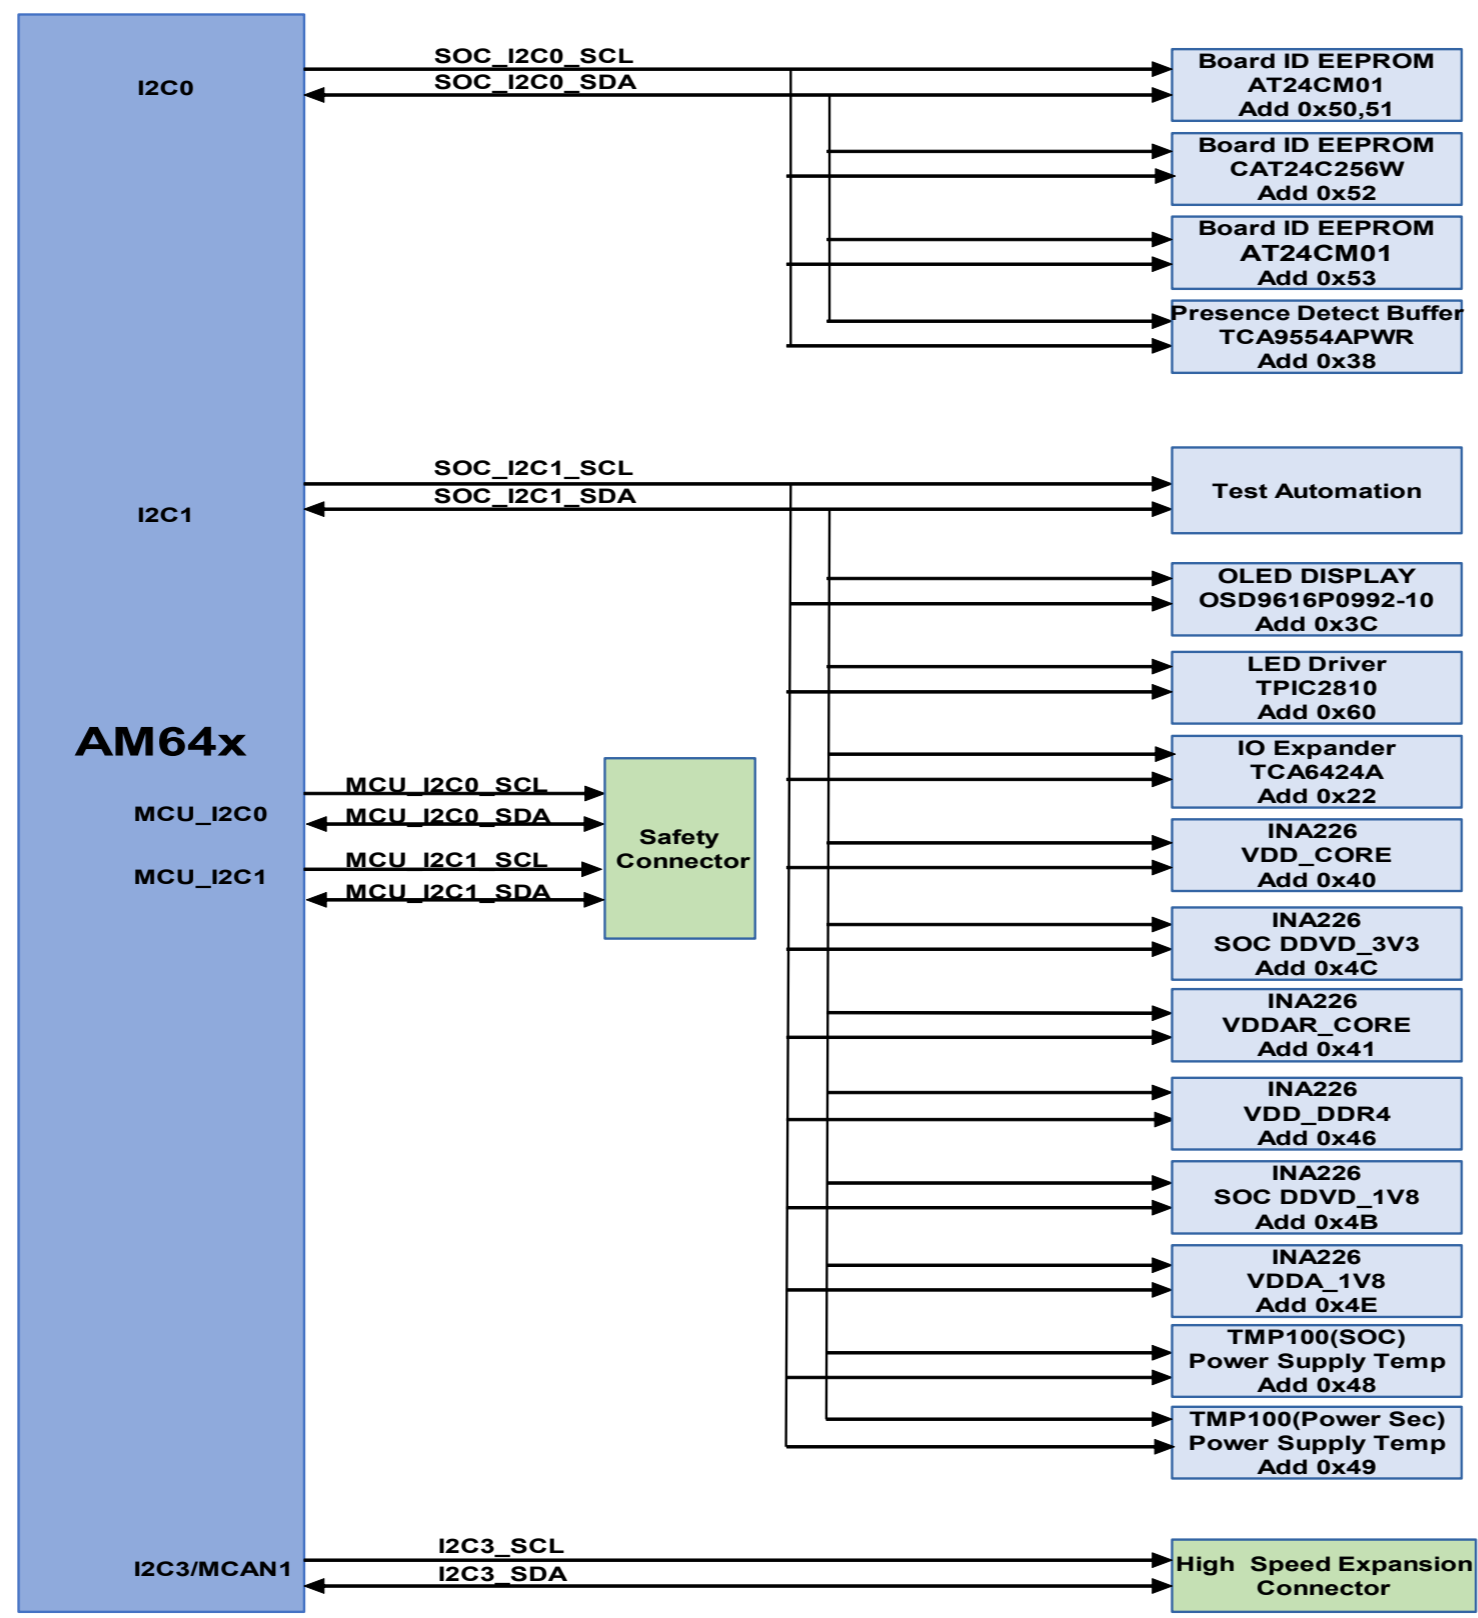 I2C0
SOC_I2C0_SCL
SOC_I2C0_SDA
Board ID EEPROM
AT24CM01
Add 0x50,51
Board ID EEPROM
CAT24C256W
Add 0x52
Board ID EEPROM
AT24CM01
Add 0x53
Presence Detect Buffer
TCA9554APWR
Add 0x38
I2C1
SOC_I2C1_SCL
SOC_I2C1_SDA
Test Automation
OLED DISPLAY
OSD9616P0992-10
Add 0x3C
LED Driver
TPIC2810
Add 0x60
IO Expander
TCA6424A
Add 0x22
INA226
VDD_CORE
Add 0x40
INA226
SOC DDVD_3V3
Add 0x4C
INA226
VDDAR_CORE
Add 0x41
INA226
VDD_DDR4
Add 0x46
INA226
SOC DDVD_1V8
Add 0x4B
INA226
VDDA_1V8
Add 0x4E
TMP100(SOC)
Power Supply Temp
Add 0x48
TMP100(Power Sec)
Power Supply Temp
Add 0x49
AM64x
MCU_I2C0
MCU_I2C1
MCU_I2C0_SCL
MCU_I2C0_SDA
MCU_I2C1_SCL
MCU_I2C1_SDA
Safety
Connector
I2C3/MCAN1
I2C3_SCL
I2C3_SDA
High Speed Expansion
Connector